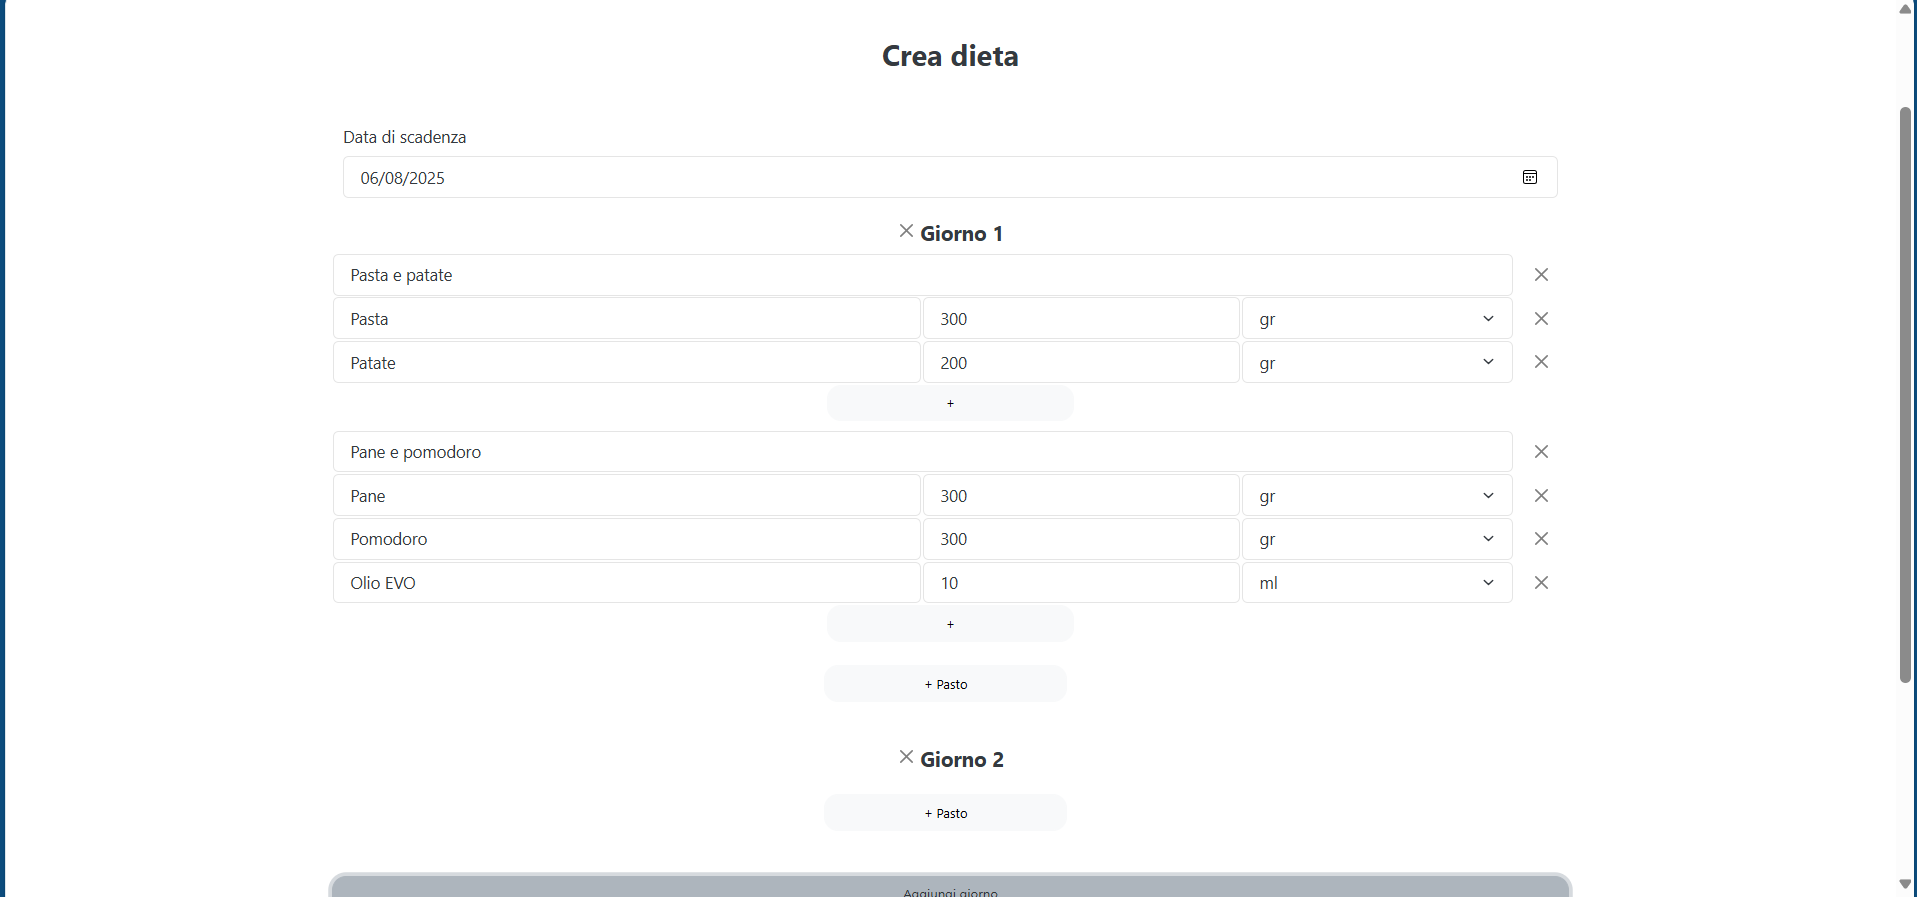 Crea dieta
Data di scadenza
06/08/2025
Giorno 1
Pasta e patate
Pasta 300 gr
Patate 200 gr
+
Pane e pomodoro
Pane 300 gr
Pomodoro 300 gr
Olio EVO 10 ml
+
+ Pasto
Giorno 2
+ Pasto
Aggiungi giorno